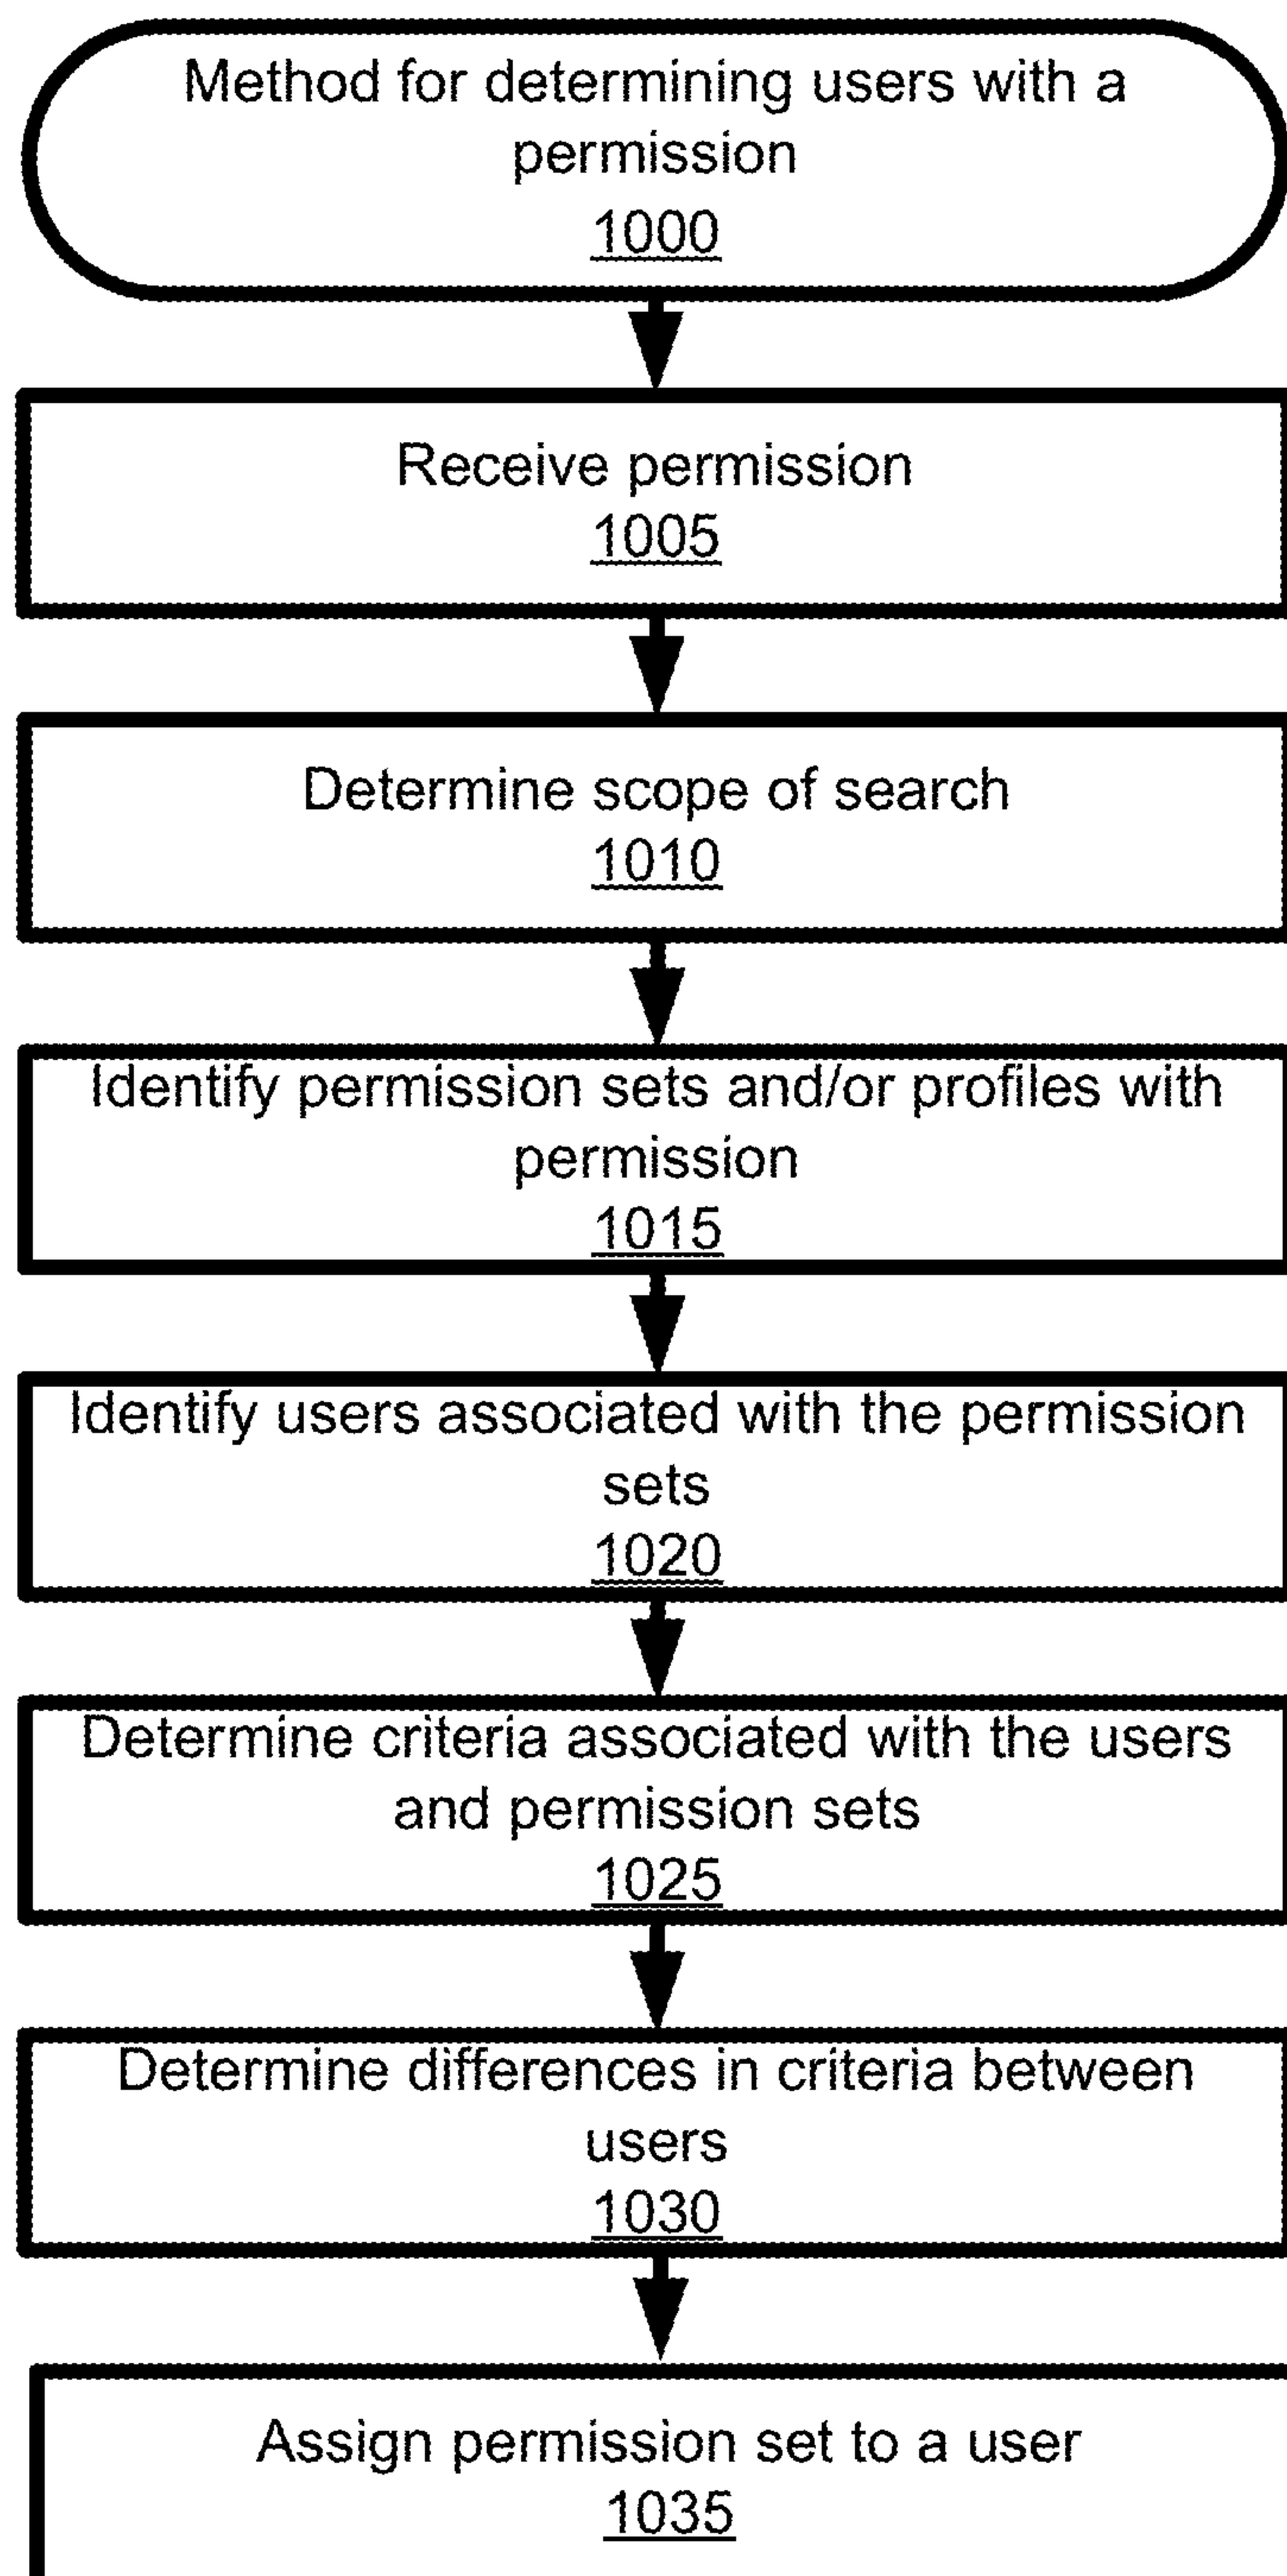 Method for determining users with a
permission
1000
Receive permission
1005
Determine scope of search
1010
Identify permission sets and/or profiles with
permission
1015
Identify users associated with the permission
sets
1020
Determine criteria associated with the users
and permission sets
1025
Determine differences in criteria between
users
1030
Assign permission set to a user
1035